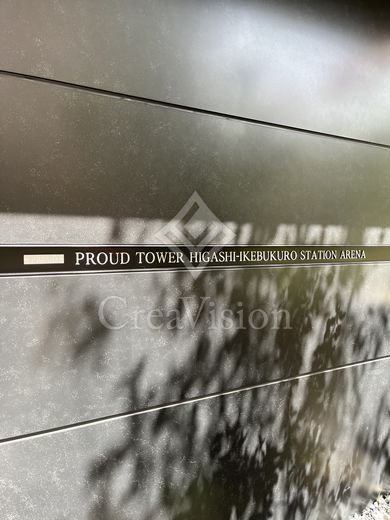 PROUD TOWER HIGASHI-IKEBUKURO STATION ARENA
CreaVision